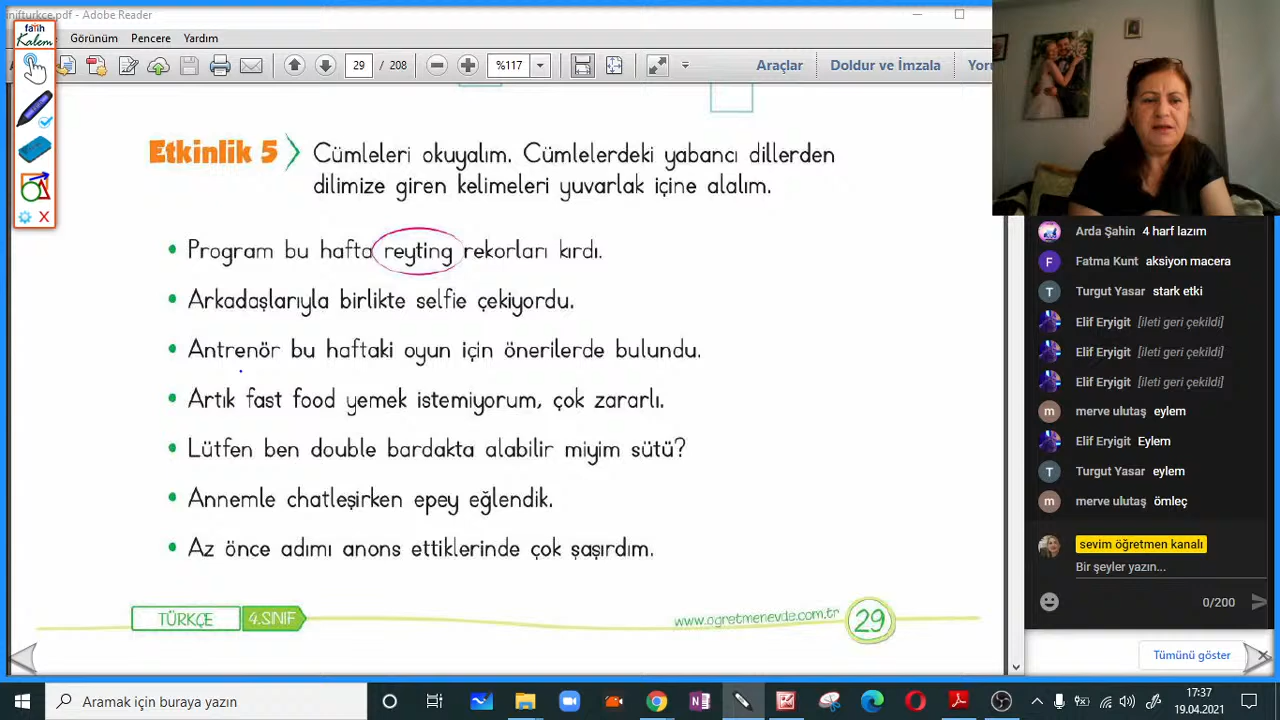 nifturkce.pdf - Adobe Reader
fatih
Kalem
Görünüm Pencere Yardım
29 / 208
%117
Araçlar
Doldur ve İmzala
Etkinlik 5
Cümleleri okuyalım. Cümlelerdeki yabancı dillerden
dilimize giren kelimeleri yuvarlak içine alalım.
• Program bu hafta reyting rekorları kırdı.
• Arkadaşlarıyla birlikte selfie çekiyordu.
• Antrenör bu haftaki oyun için önerilerde bulundu.
• Artık fast food yemek istemiyorum, çok zararlı.
• Lütfen ben double bardakta alabilir miyim sütü?
• Annemle chatleşirken epey eğlendik.
• Az önce adımı anons ettiklerinde çok şaşırdım.
TÜRKÇE 4.SINIF
www.ogretmenevde.com.tr
29
Arda Şahin 4 harf lazım
F Fatma Kunt aksiyon macera
T Turgut Yasar stark etki
Elif Eryigit [ileti geri çekildi]
Elif Eryigit [ileti geri çekildi]
Elif Eryigit [ileti geri çekildi]
m merve ulutaş eylem
Elif Eryigit Eylem
T Turgut Yasar eylem
m merve ulutaş ömleç
sevim öğretmen kanalı
Bir şeyler yazın...
0/200
Tümünü göster
Aramak için buraya yazın
17:37
19.04.2021